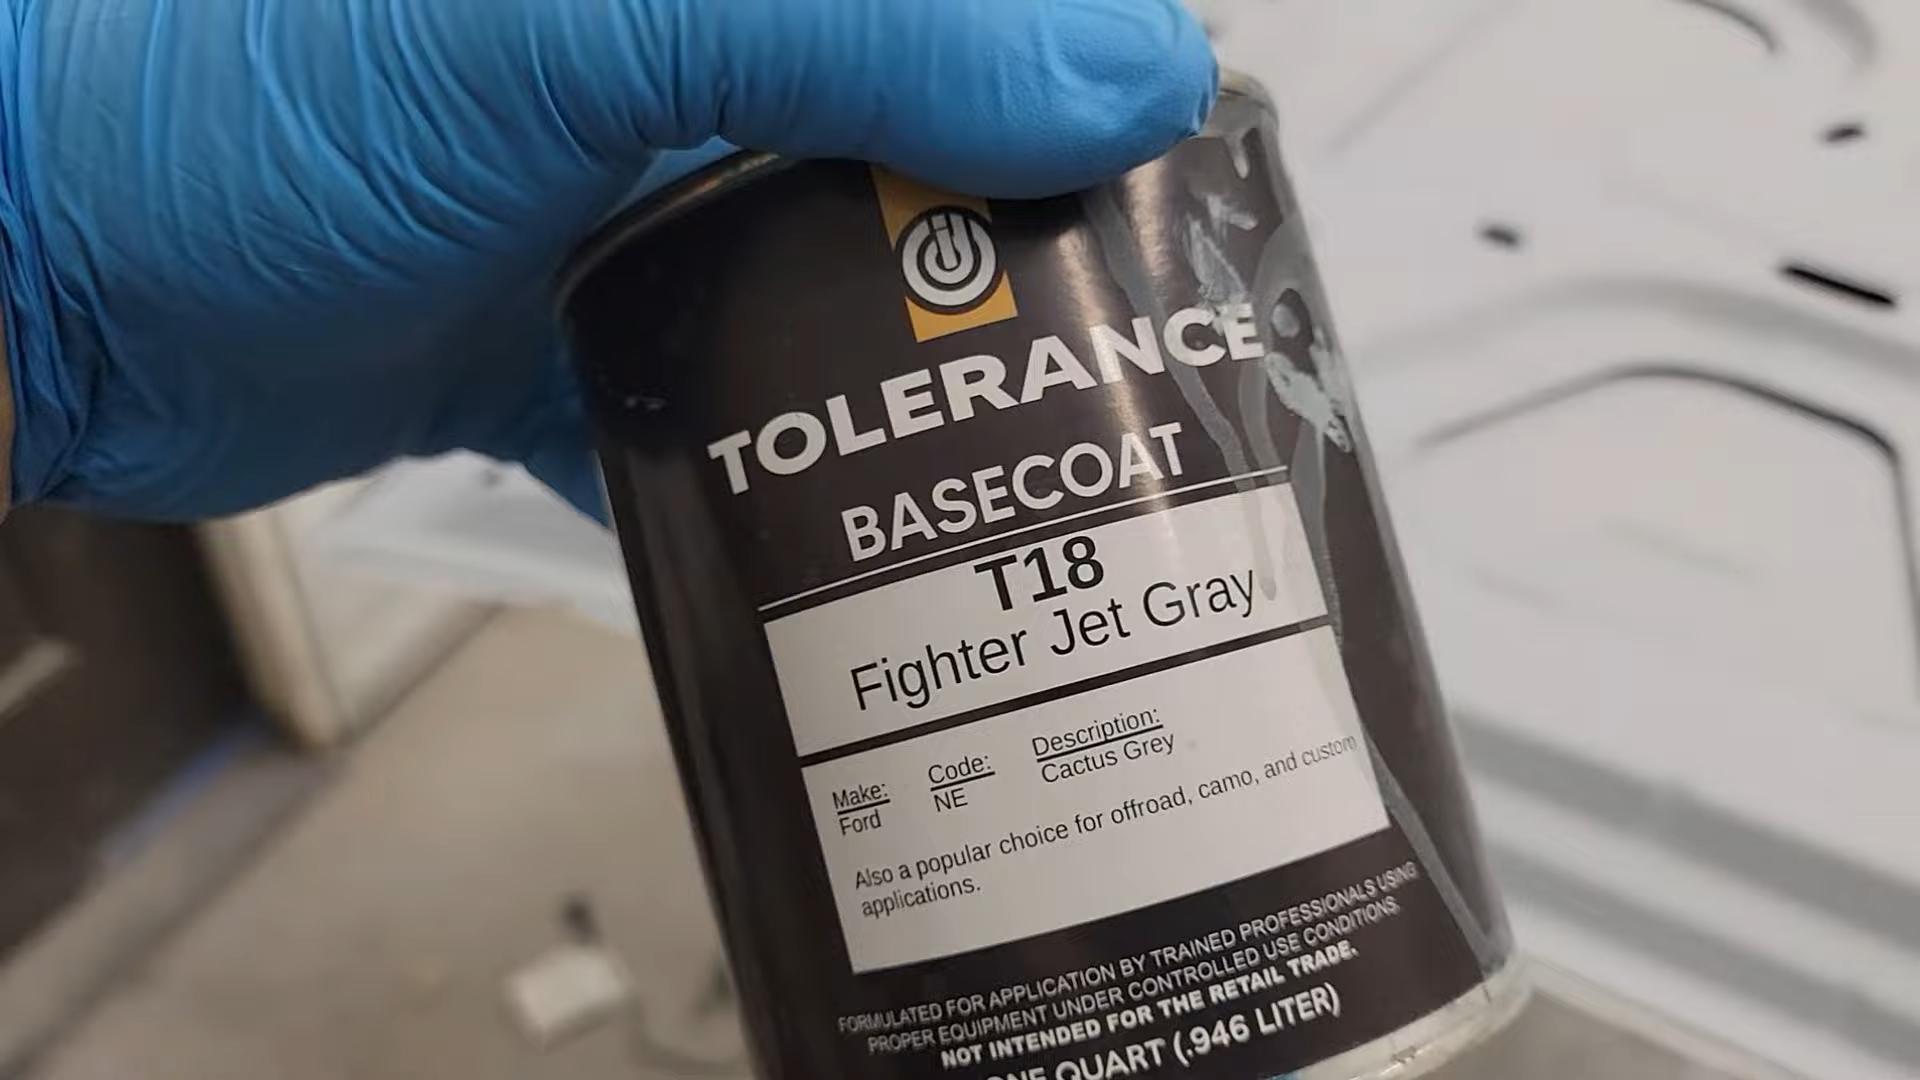 TOLERANCE
BASECOAT
T18
Fighter Jet Gray
Make: Code: Description:
Ford NE Cactus Grey
Also a popular choice for offroad, camo, and custom
applications.
FORMULATED FOR APPLICATION BY TRAINED PROFESSIONALS USING
PROPER EQUIPMENT UNDER CONTROLLED USE CONDITIONS.
NOT INTENDED FOR THE RETAIL TRADE.
ONE QUART (.946 LITER)